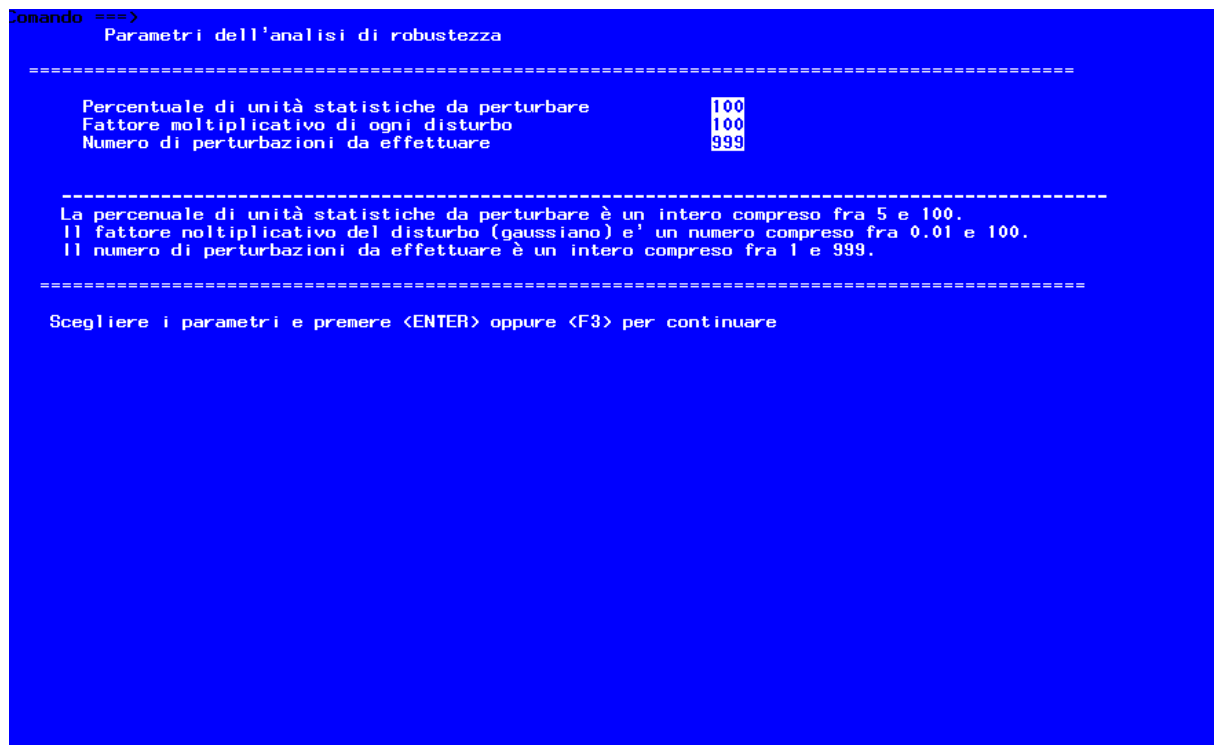 Comando ===>
Parametri dell'analisi di robustezza
===============================================================================================
Percentuale di unità statistiche da perturbare 100
Fattore moltiplicativo di ogni disturbo 100
Numero di perturbazioni da effettuare 999
-----------------------------------------------------------------------------------------------
La percenuale di unità statistiche da perturbare è un intero compreso fra 5 e 100.
Il fattore noltiplicativo del disturbo (gaussiano) e' un numero compreso fra 0.01 e 100.
Il numero di perturbazioni da effettuare è un intero compreso fra 1 e 999.
===============================================================================================
Scegliere i parametri e premere <ENTER> oppure <F3> per continuare